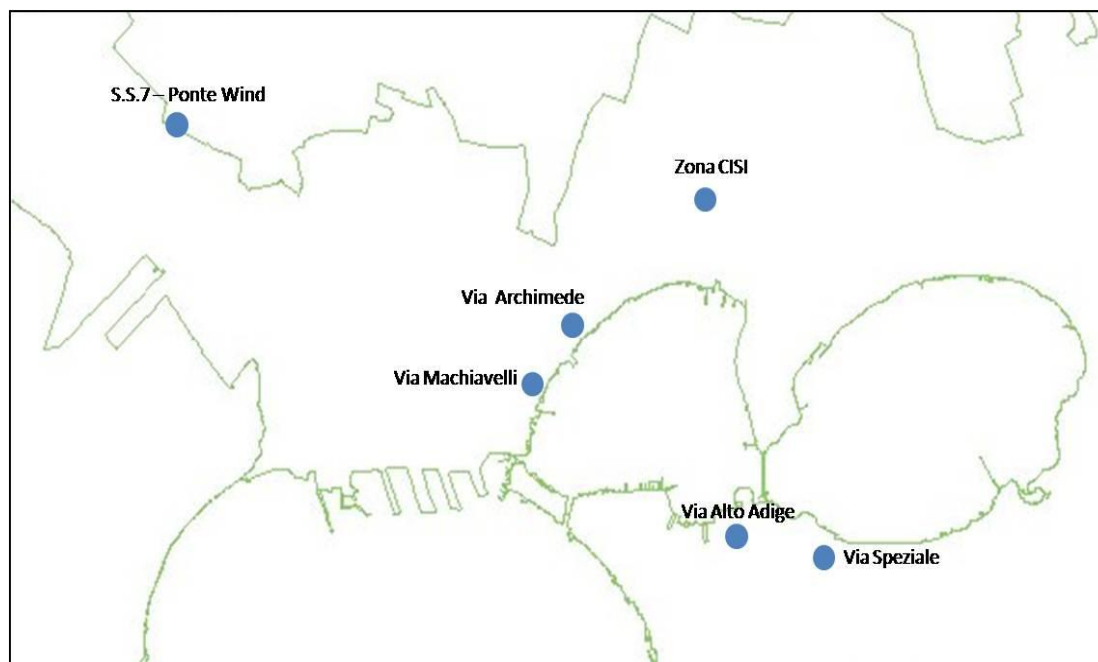 S.S.7 – Ponte Wind
Zona CISI
Via Archimede
Via Machiavelli
Via Alto Adige
Via Speziale